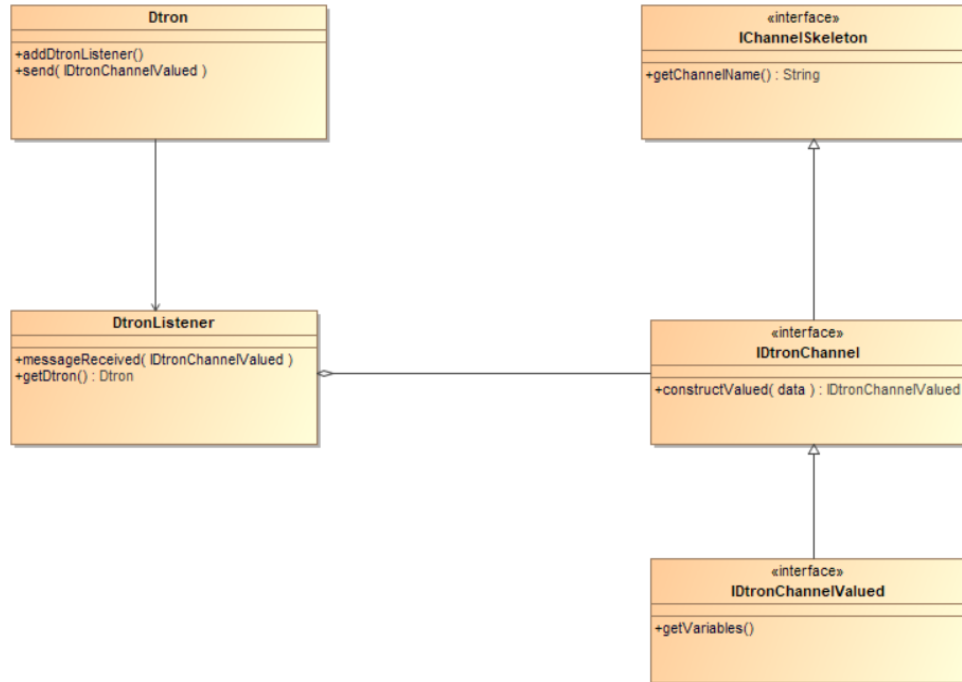 Dtron
+addDtronListener()
+send( IDtronChannelValued )
«interface»
IChannelSkeleton
+getChannelName() : String
DtronListener
+messageReceived( IDtronChannelValued )
+getDtron() : Dtron
«interface»
IDtronChannel
+constructValued( data ) : IDtronChannelValued
«interface»
IDtronChannelValued
+getVariables()